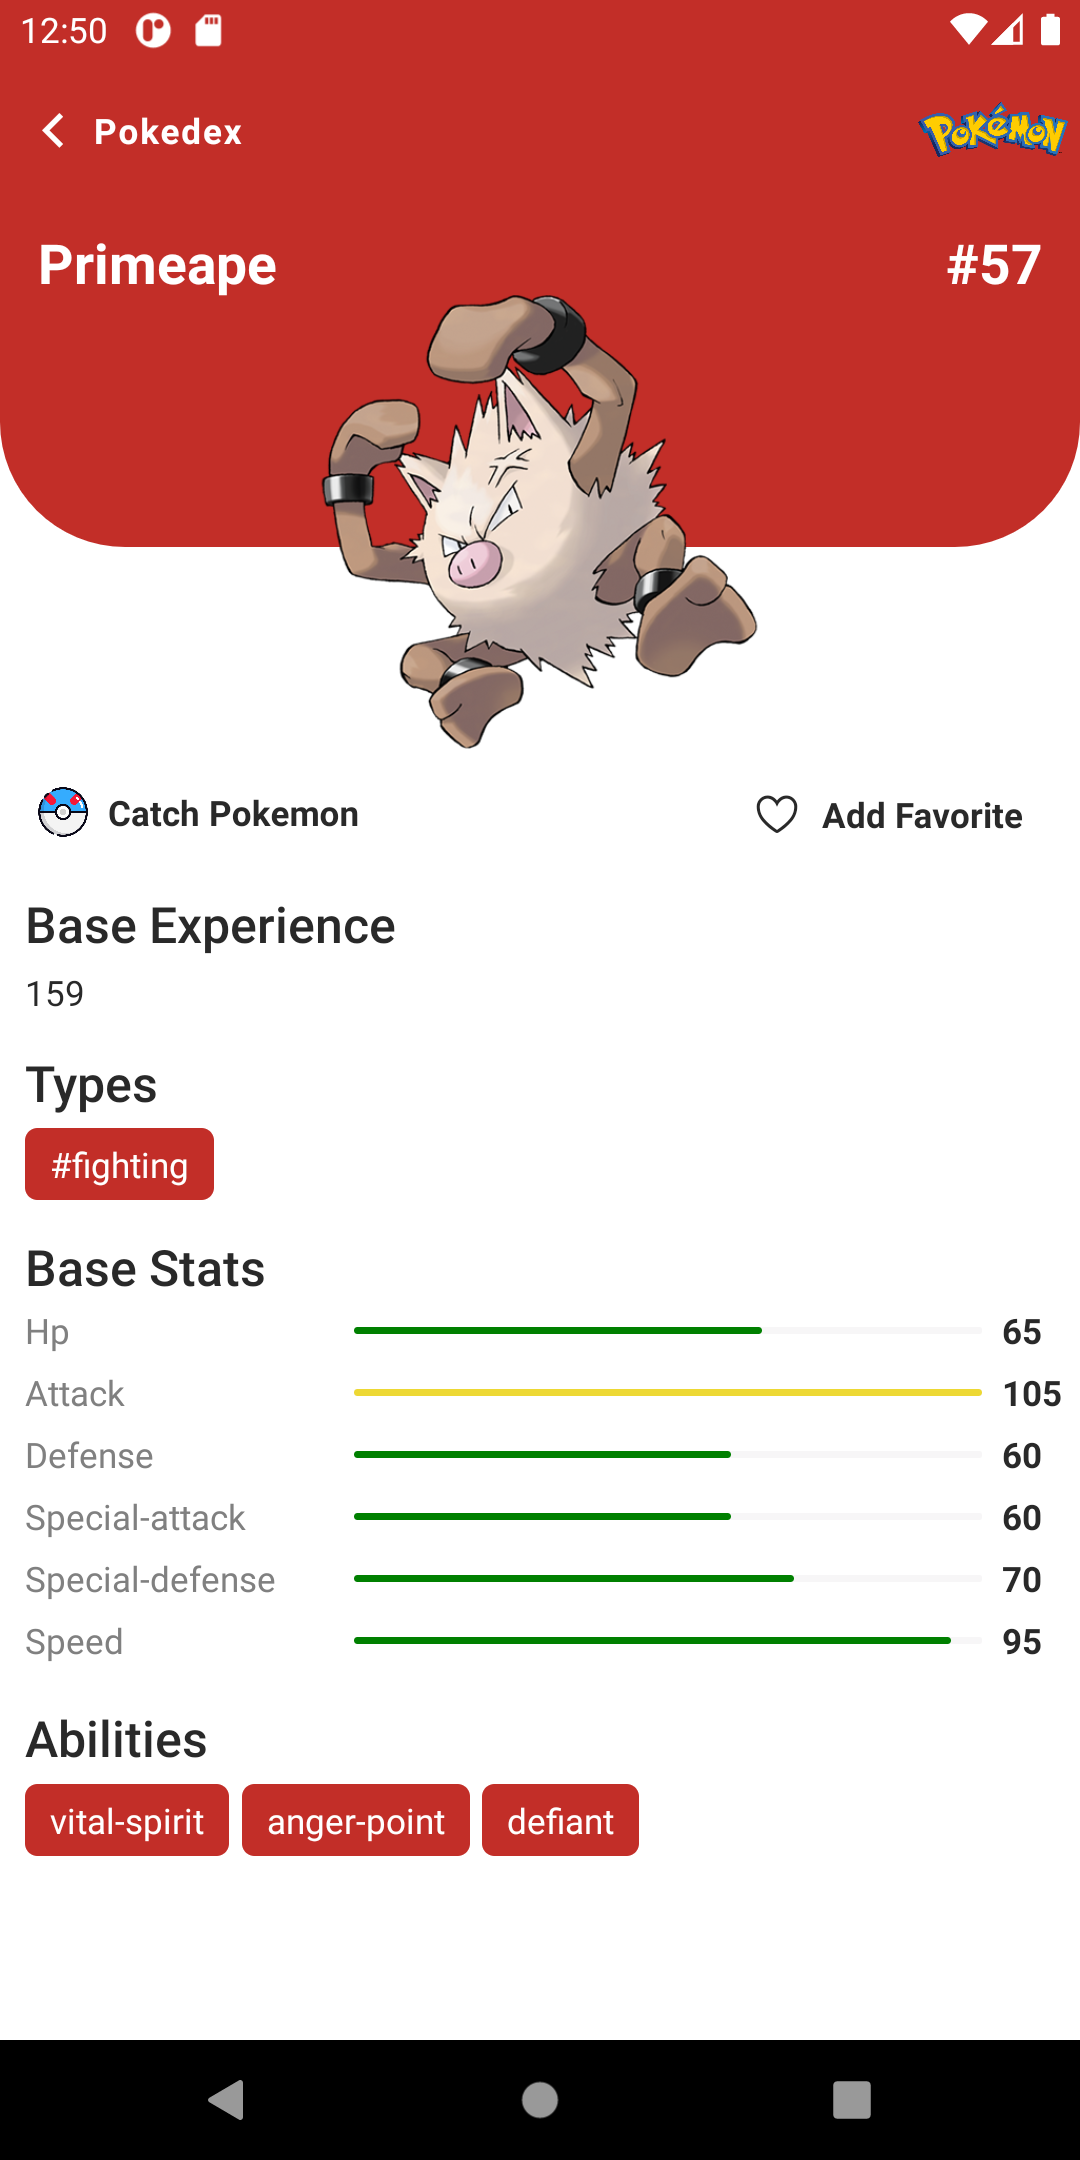 12:50
Pokedex
POKéMON
Primeape
#57
Catch Pokemon
Add Favorite
Base Experience
159
Types
#fighting
Base Stats
Hp 65
Attack 105
Defense 60
Special-attack 60
Special-defense 70
Speed 95
Abilities
vital-spirit anger-point defiant